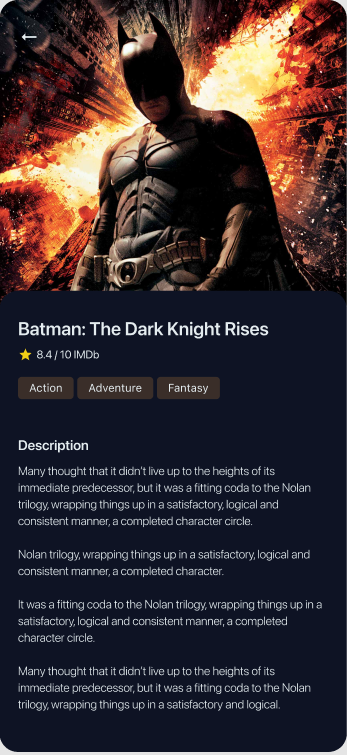 Batman: The Dark Knight Rises
8.4 / 10 IMDb
Action Adventure Fantasy
Description
Many thought that it didn't live up to the heights of its
immediate predecessor, but it was a fitting coda to the Nolan
trilogy, wrapping things up in a satisfactory, logical and
consistent manner, a completed character circle.
Nolan trilogy, wrapping things up in a satisfactory, logical and
consistent manner, a completed character.
It was a fitting coda to the Nolan trilogy, wrapping things up in a
satisfactory, logical and consistent manner, a completed
character circle.
Many thought that it didn't live up to the heights of its
immediate predecessor, but it was a fitting coda to the Nolan
trilogy, wrapping things up in a satisfactory and logical.